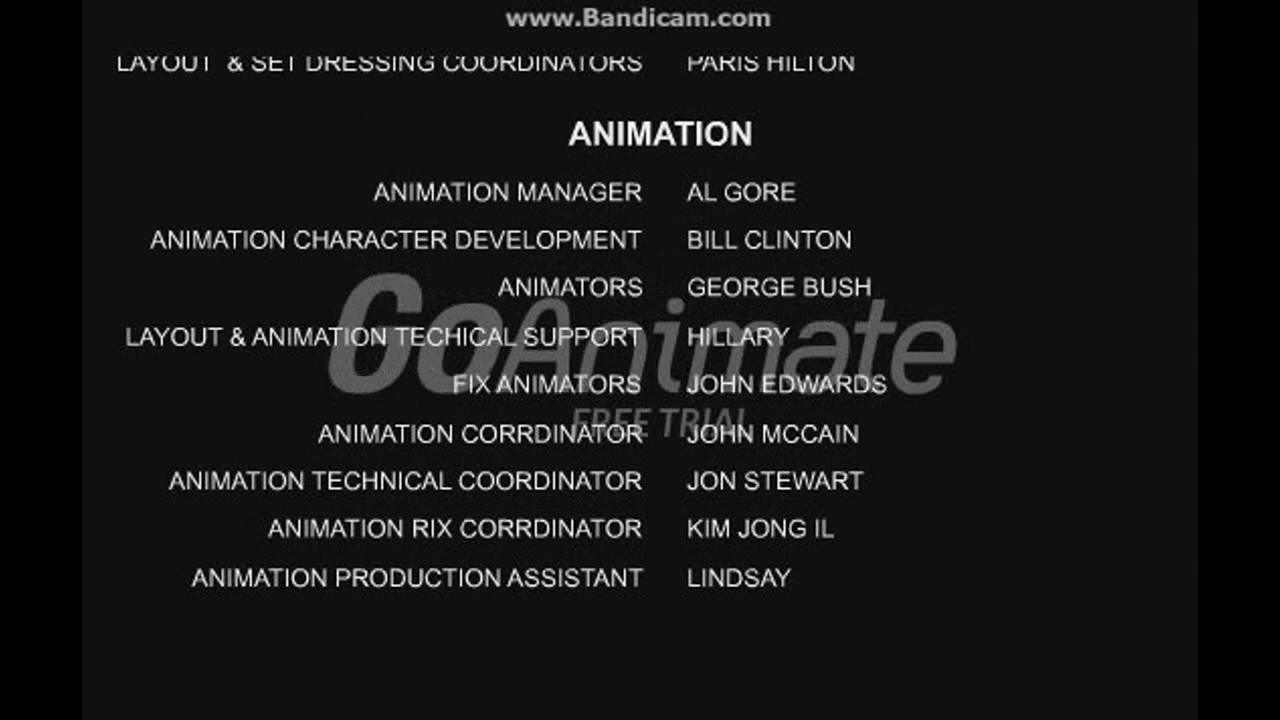 www.Bandicam.com
LAYOUT & SET DRESSING COORDINATORS PARIS HILTON
ANIMATION
ANIMATION MANAGER AL GORE
ANIMATION CHARACTER DEVELOPMENT BILL CLINTON
ANIMATORS GEORGE BUSH
LAYOUT & ANIMATION TECHICAL SUPPORT HILLARY
GoAnimate
FIX ANIMATORS JOHN EDWARDS
FREE TRIAL
ANIMATION CORRDINATOR JOHN MCCAIN
ANIMATION TECHNICAL COORDINATOR JON STEWART
ANIMATION RIX CORRDINATOR KIM JONG IL
ANIMATION PRODUCTION ASSISTANT LINDSAY